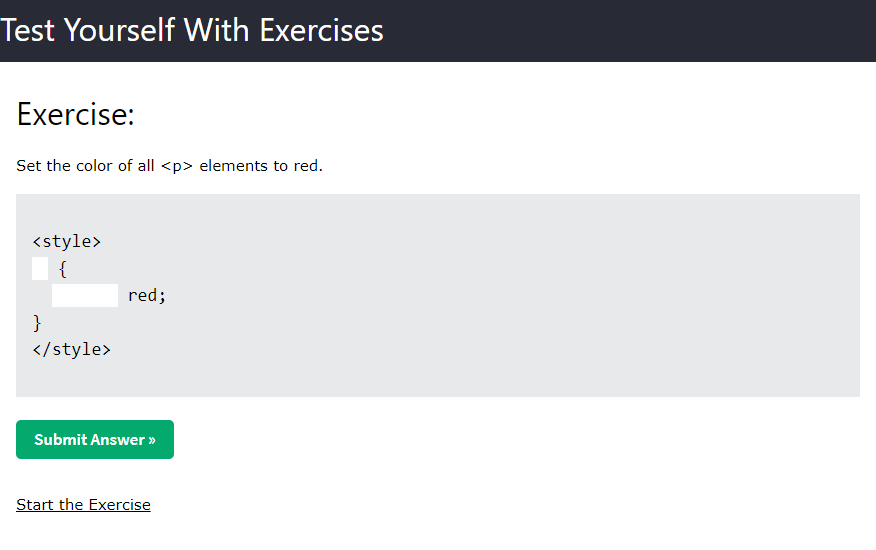 Test Yourself With Exercises
Exercise:
Set the color of all <p> elements to red.
<style>
{
red;
}
</style>
Submit Answer »
Start the Exercise